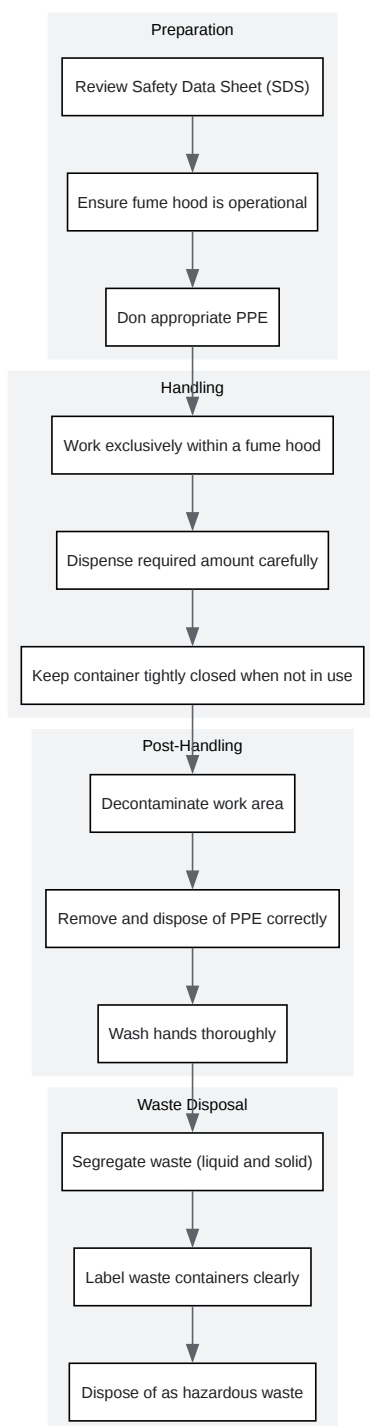 Preparation
Review Safety Data Sheet (SDS)
Ensure fume hood is operational
Don appropriate PPE
Handling
Work exclusively within a fume hood
Dispense required amount carefully
Keep container tightly closed when not in use
Post-Handling
Decontaminate work area
Remove and dispose of PPE correctly
Wash hands thoroughly
Waste Disposal
Segregate waste (liquid and solid)
Label waste containers clearly
Dispose of as hazardous waste